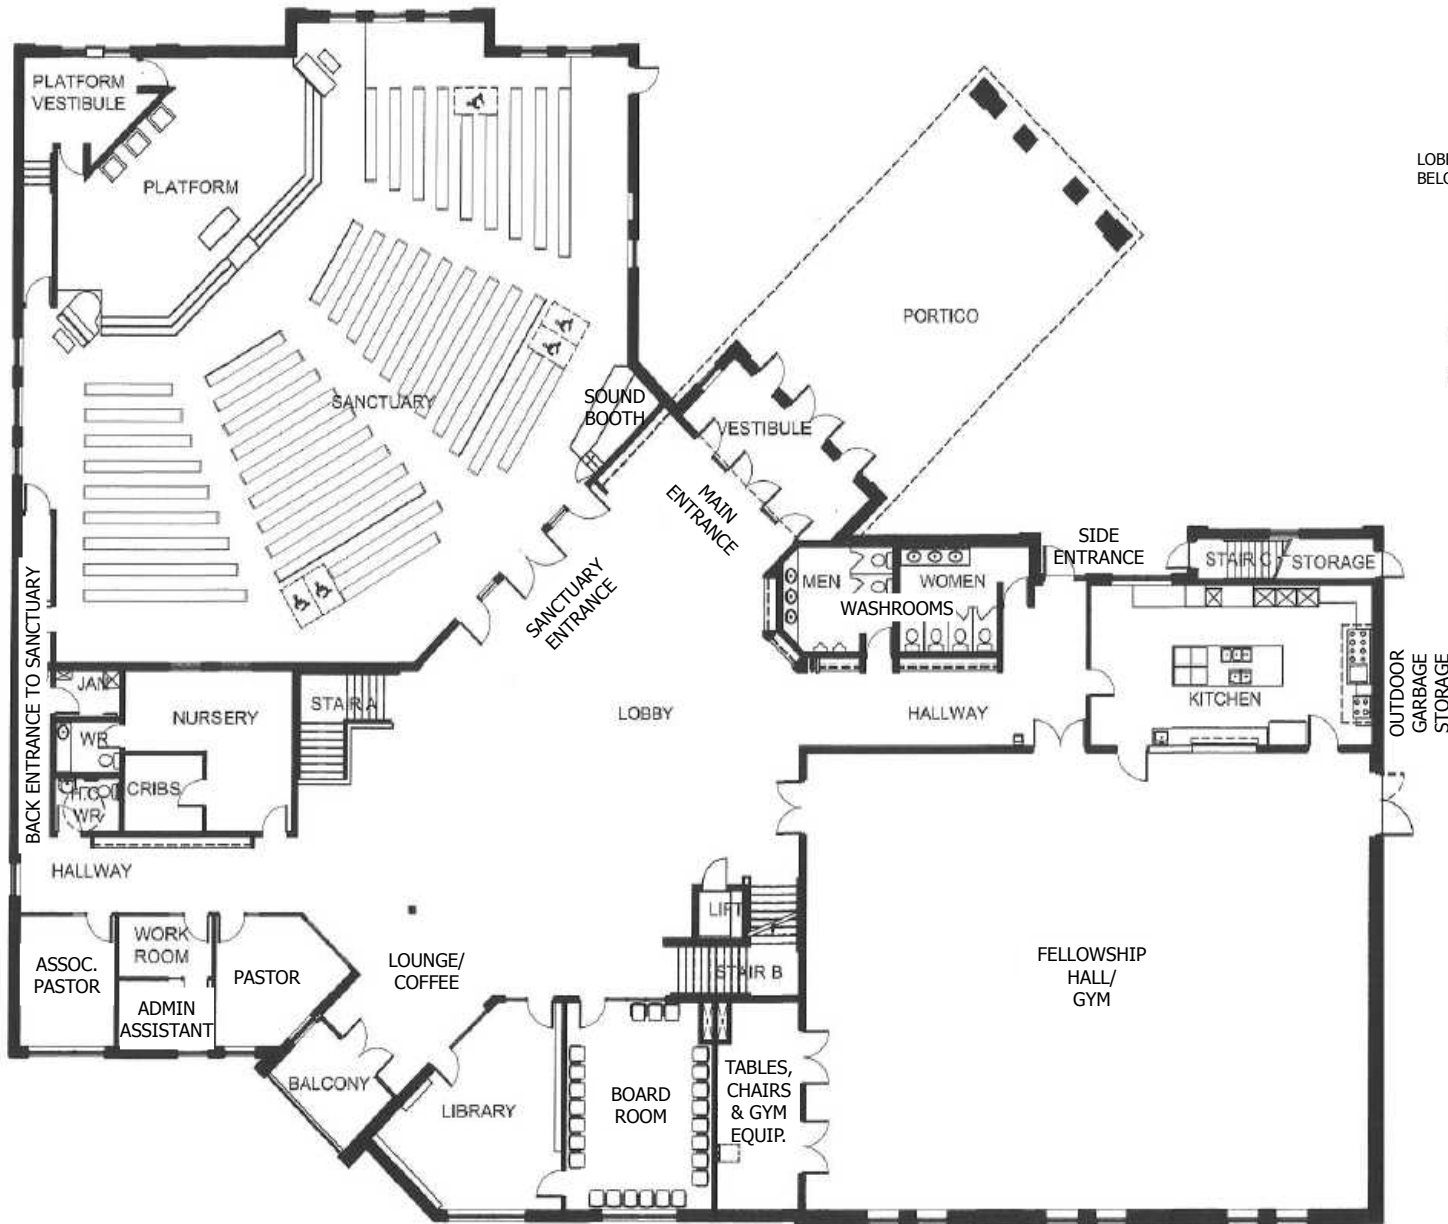 PLATFORM
VESTIBULE
PLATFORM
LOBB
BELO
PORTICO
SANCTUARY
SOUND
BOOTH
VESTIBULE
MAIN
ENTRANCE
SANCTUARY
ENTRANCE
SIDE
ENTRANCE
STAIR C
STORAGE
MEN
WOMEN
WASHROOMS
BACK ENTRANCE TO SANCTUARY
JAN
NURSERY
STAIR A
LOBBY
HALLWAY
KITCHEN
OUTDOOR
GARBAGE
STORAGE
WR
CRIBS
H.C
WR
HALLWAY
LIFT
WORK
ROOM
ASSOC.
PASTOR
PASTOR
ADMIN
ASSISTANT
LOUNGE/
COFFEE
STAIR B
FELLOWSHIP
HALL/
GYM
BALCONY
LIBRARY
BOARD
ROOM
TABLES,
CHAIRS
& GYM
EQUIP.